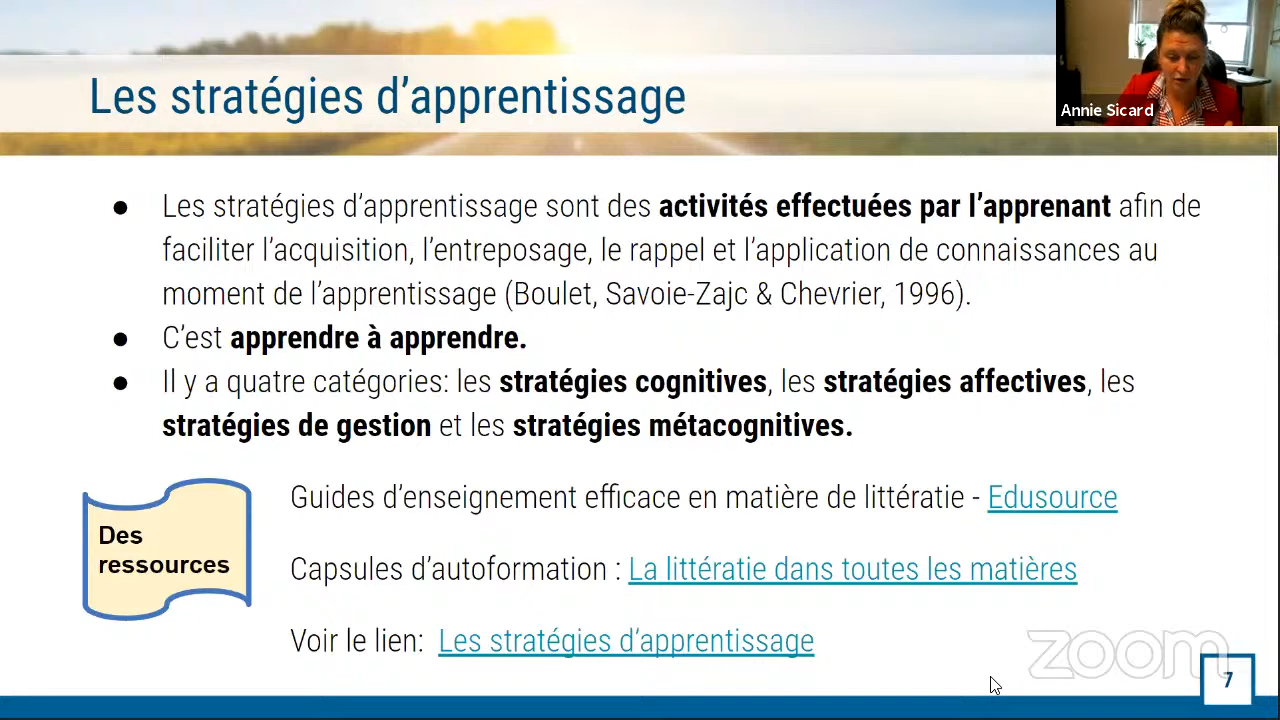 Les stratégies d’apprentissage
Annie Sicard
● Les stratégies d’apprentissage sont des activités effectuées par l’apprenant afin de
faciliter l’acquisition, l’entreposage, le rappel et l’application de connaissances au
moment de l’apprentissage (Boulet, Savoie-Zajc & Chevrier, 1996).
● C’est apprendre à apprendre.
● Il y a quatre catégories: les stratégies cognitives, les stratégies affectives, les
stratégies de gestion et les stratégies métacognitives.
Des
ressources
Guides d’enseignement efficace en matière de littératie - Edusource
Capsules d’autoformation : La littératie dans toutes les matières
Voir le lien: Les stratégies d’apprentissage
zoom
7